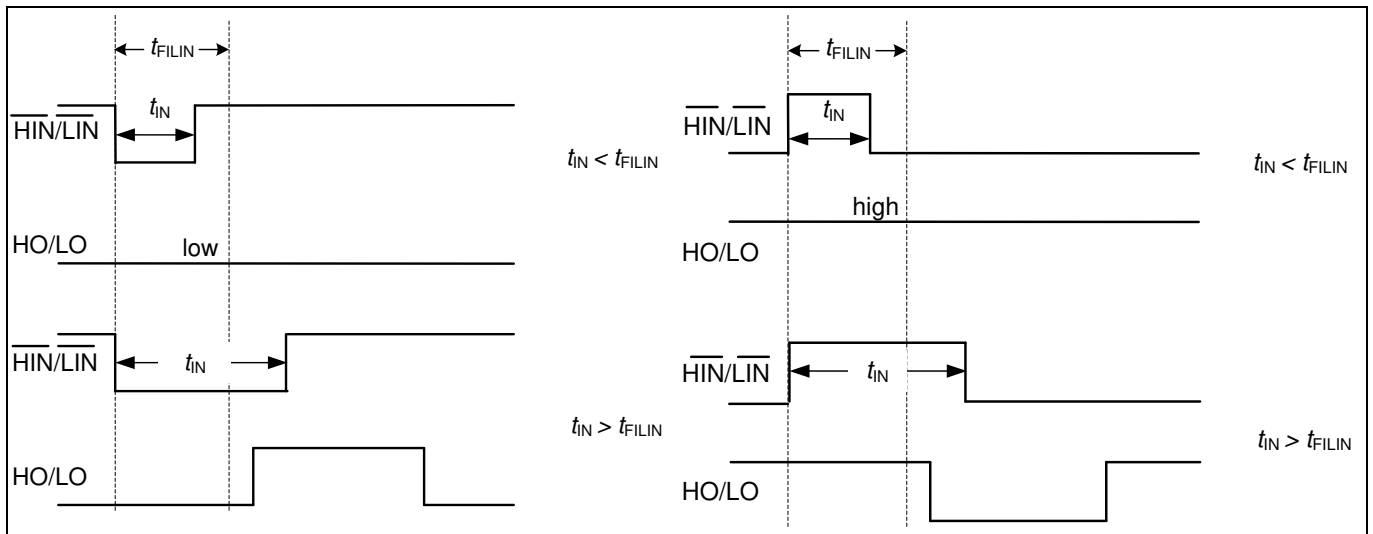 tFILIN
tIN
HIN/LIN
tIN < tFILIN
low
HO/LO
HIN/LIN
tIN
tIN > tFILIN
HO/LO
tFILIN
tIN
HIN/LIN
tIN < tFILIN
high
HO/LO
HIN/LIN
tIN
tIN > tFILIN
HO/LO